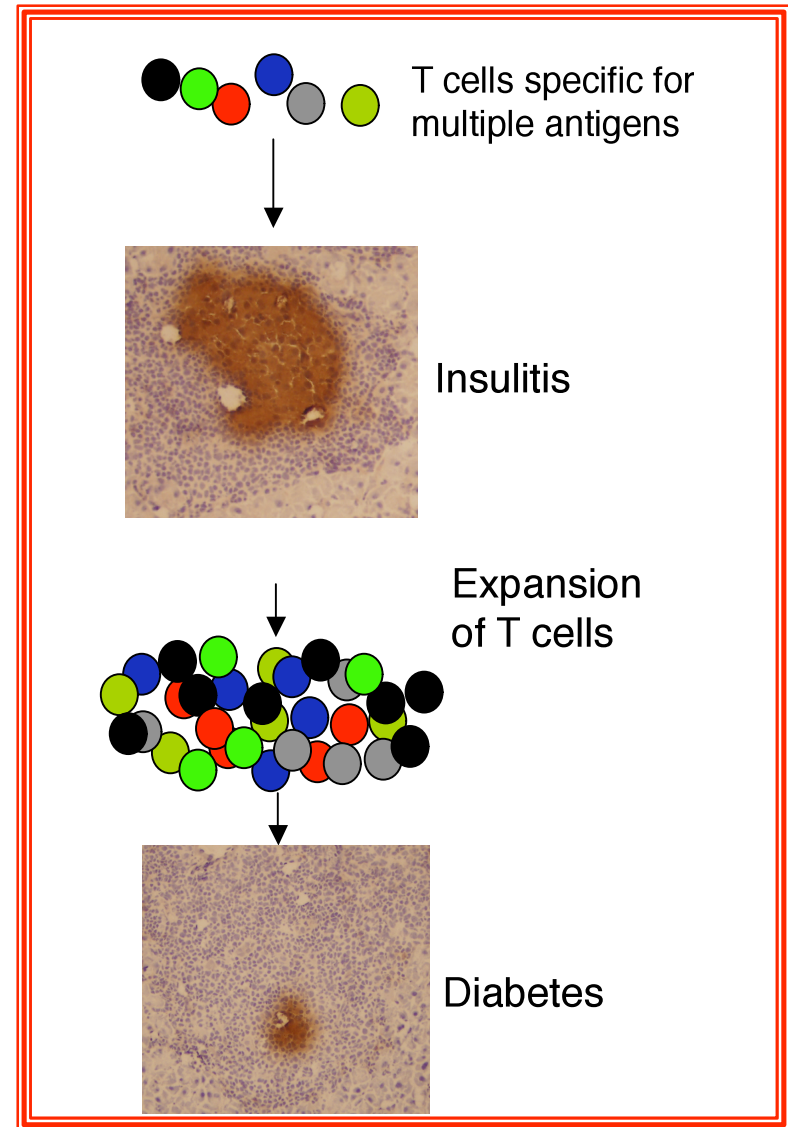 T cells specific for
multiple antigens
Insulitis
Expansion
of T cells
Diabetes